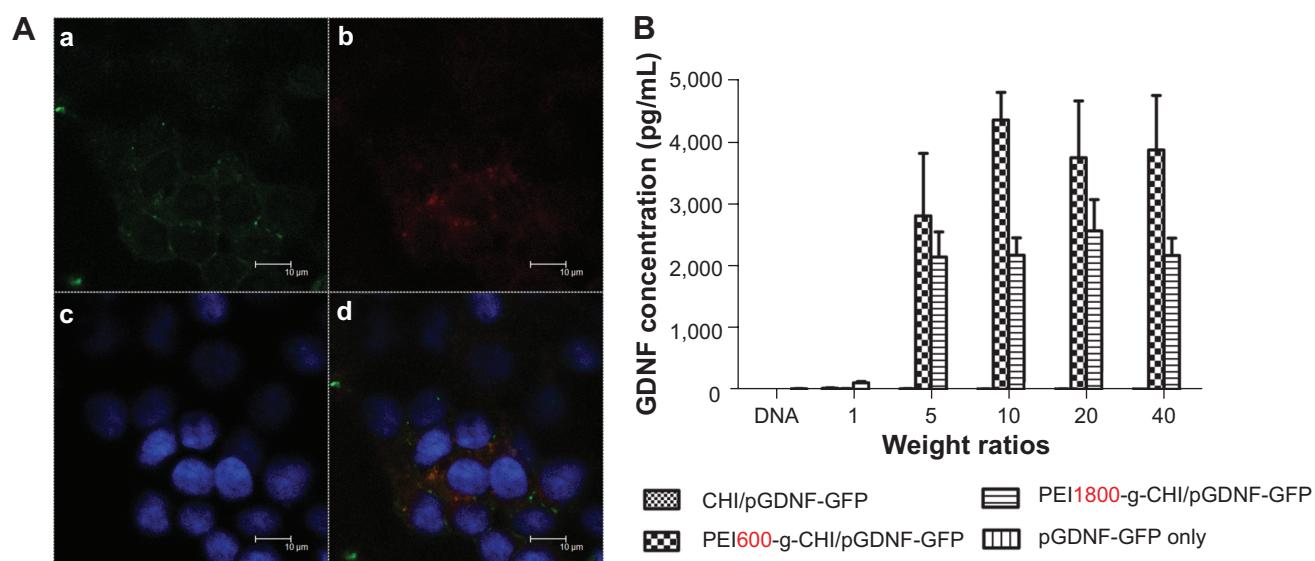 A
a
b
10 µm
10 µm
c
d
10 µm
10 µm
B
GDNF concentration (pg/mL)
5,000
4,000
3,000
2,000
1,000
0
DNA 1 5 10 20 40
Weight ratios
CHI/pGDNF-GFP
PEI600-g-CHI/pGDNF-GFP
PEI1800-g-CHI/pGDNF-GFP
pGDNF-GFP only